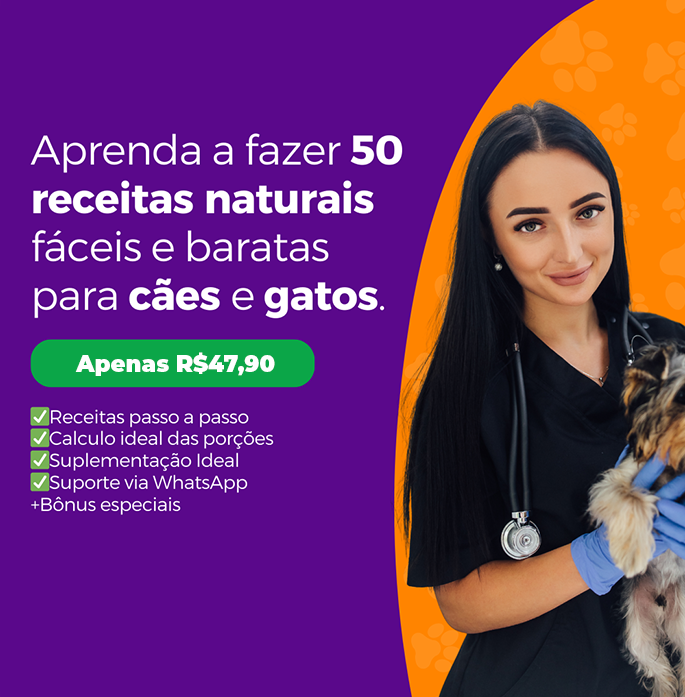 Aprenda a fazer 50
receitas naturais
fáceis e baratas
para cães e gatos.
Apenas R$47,90
✅Receitas passo a passo
✅Calculo ideal das porções
✅Suplementação Ideal
✅Suporte via WhatsApp
+Bônus especiais